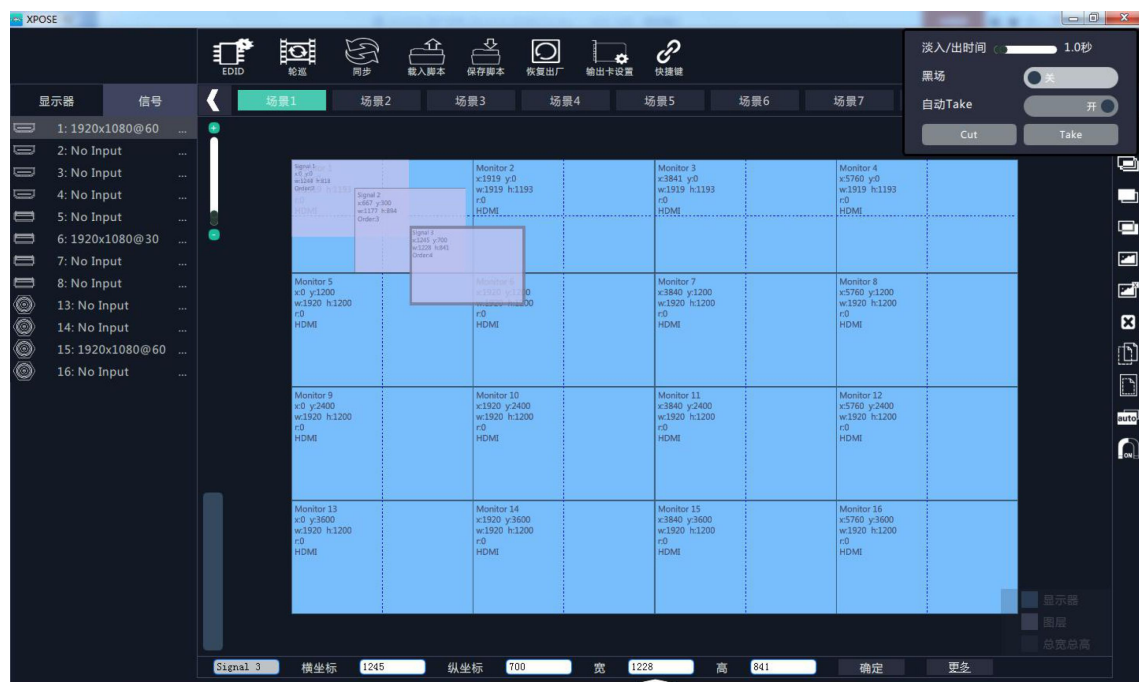 XPOSE
EDID
轮巡
同步
载入脚本
保存脚本
恢复出厂
输出卡设置
快捷键
淡入/出时间 1.0秒
黑场 关
自动Take 开
Cut Take
显示器 信号
场景1 场景2 场景3 场景4 场景5 场景6 场景7
1: 1920x1080@60 ...
2: No Input ...
3: No Input ...
4: No Input ...
5: No Input ...
6: 1920x1080@30 ...
7: No Input ...
8: No Input ...
13: No Input ...
14: No Input ...
15: 1920x1080@60 ...
16: No Input ...
Signal 1
x:0 y:0
Signal 2
x:667 y:300
w:1177 h:894
Order:3
x:1245 y:700
Monitor 2
x:1919 y:0
w:1919 h:1193
r:0
HDMI
Monitor 3
x:3841 y:0
w:1919 h:1193
r:0
HDMI
Monitor 4
x:5760 y:0
w:1919 h:1193
r:0
HDMI
Monitor 5
x:0 y:1200
w:1920 h:1200
r:0
HDMI
HDMI
Monitor 7
x:3840 y:1200
w:1920 h:1200
r:0
HDMI
Monitor 8
x:5760 y:1200
w:1920 h:1200
r:0
HDMI
Monitor 9
x:0 y:2400
w:1920 h:1200
r:0
HDMI
Monitor 10
x:1920 y:2400
w:1920 h:1200
r:0
HDMI
Monitor 11
x:3840 y:2400
w:1920 h:1200
r:0
HDMI
Monitor 12
x:5760 y:2400
w:1920 h:1200
r:0
HDMI
Monitor 13
x:0 y:3600
w:1920 h:1200
r:0
HDMI
Monitor 14
x:1920 y:3600
w:1920 h:1200
r:0
HDMI
Monitor 15
x:3840 y:3600
w:1920 h:1200
r:0
HDMI
Monitor 16
x:5760 y:3600
w:1920 h:1200
r:0
HDMI
auto
ON
显示器
图层
总宽总高
Signal 3 横坐标 1245 纵坐标 700 宽 1228 高 841 确定 更多